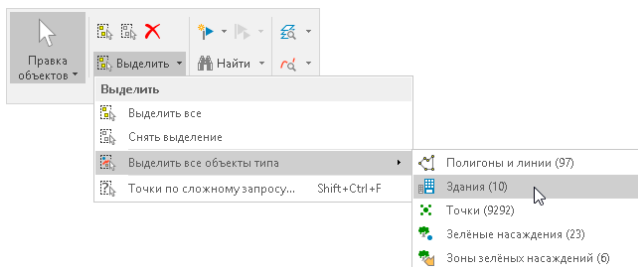 Правка
объектов
Выделить
Найти
Выделить
Выделить все
Снять выделение
Выделить все объекты типа
Точки по сложному запросу... Shift+Ctrl+F
Полигоны и линии (97)
Здания (10)
Точки (9292)
Зелёные насаждения (23)
Зоны зелёных насаждений (6)